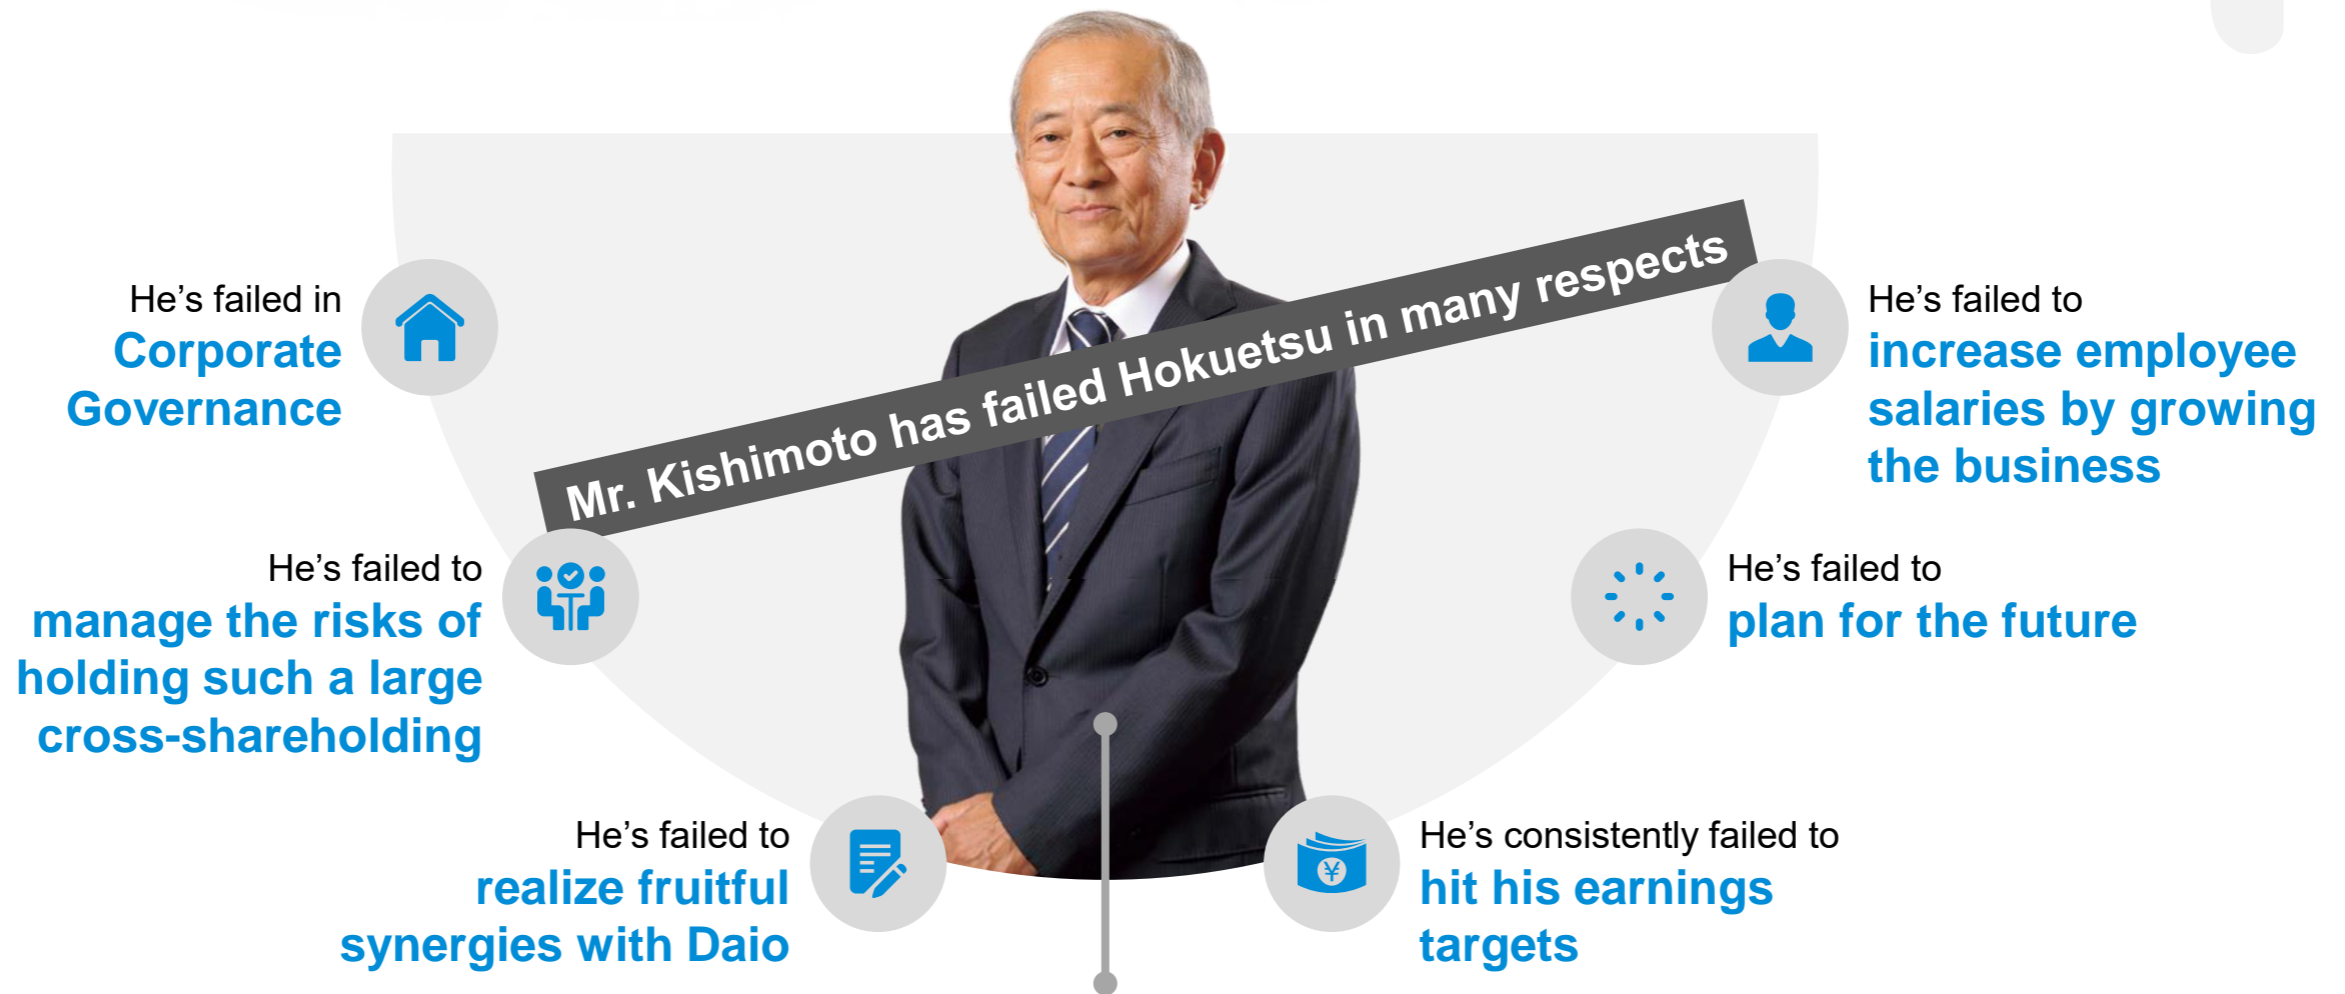 Mr. Kishimoto has failed Hokuetsu in many respects
He’s failed in
Corporate
Governance
He’s failed to
manage the risks of
holding such a large
cross-shareholding
He’s failed to
realize fruitful
synergies with Daio
He’s failed to
increase employee
salaries by growing
the business
He’s failed to
plan for the future
¥
He’s consistently failed to
hit his earnings
targets